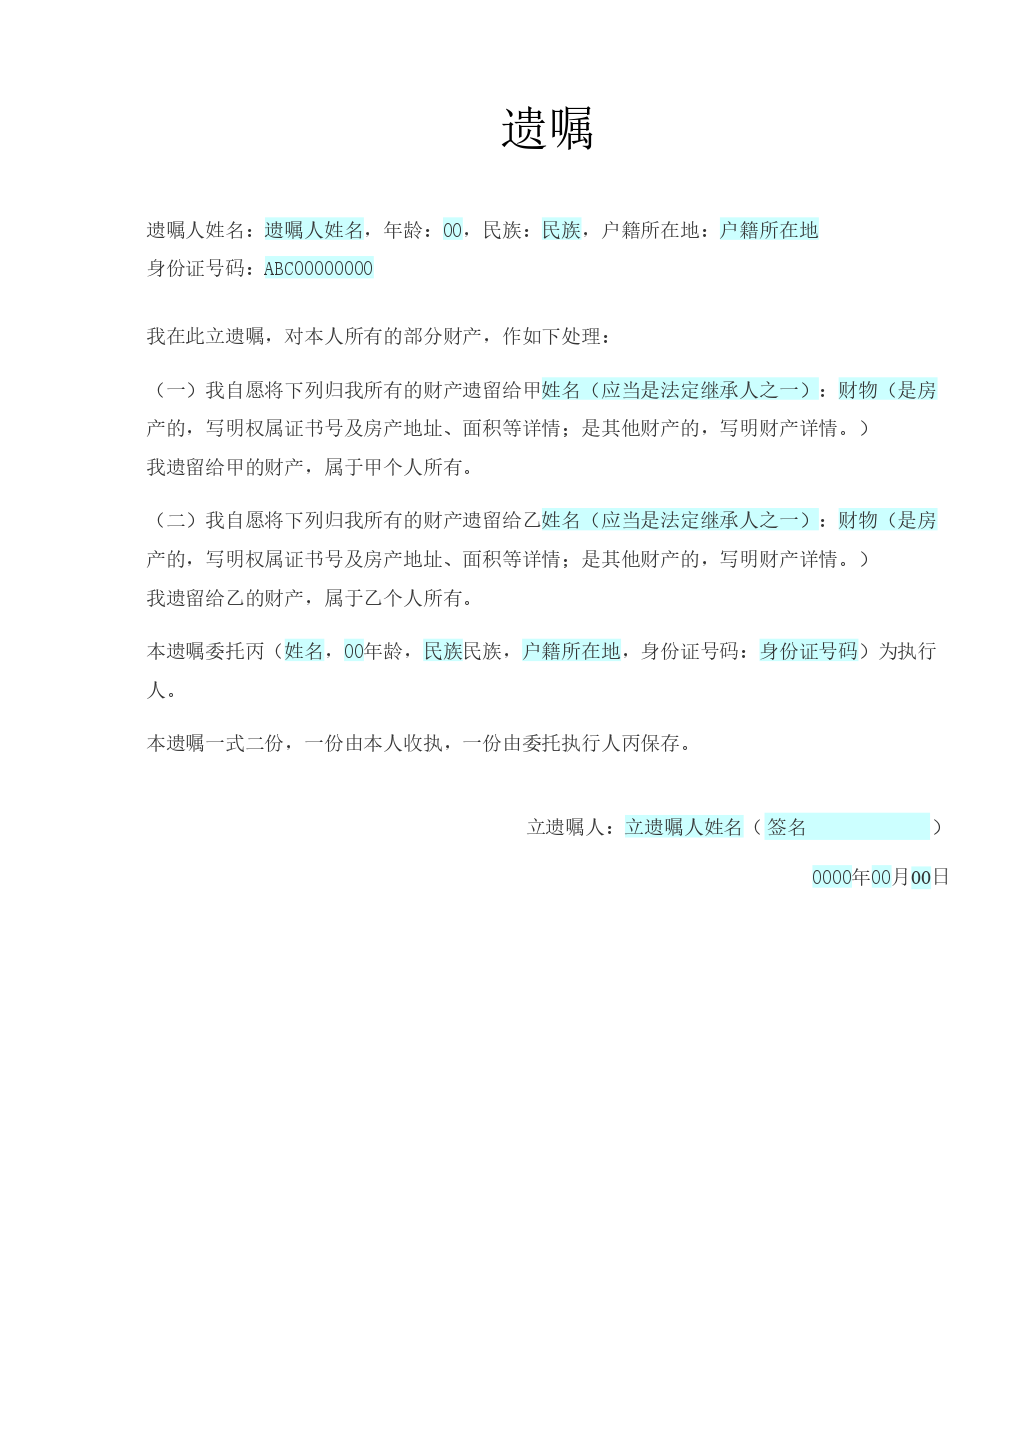 遗嘱
遗嘱人姓名：遗嘱人姓名，年龄：00，民族：民族，户籍所在地：户籍所在地
身份证号码：ABC00000000
我在此立遗嘱，对本人所有的部分财产，作如下处理：
（一）我自愿将下列归我所有的财产遗留给甲姓名（应当是法定继承人之一）：财物（是房
产的，写明权属证书号及房产地址、面积等详情；是其他财产的，写明财产详情。）
我遗留给甲的财产，属于甲个人所有。
（二）我自愿将下列归我所有的财产遗留给乙姓名（应当是法定继承人之一）：财物（是房
产的，写明权属证书号及房产地址、面积等详情；是其他财产的，写明财产详情。）
我遗留给乙的财产，属于乙个人所有。
本遗嘱委托丙（姓名，00年龄，民族民族，户籍所在地，身份证号码：身份证号码）为执行
人。
本遗嘱一式二份，一份由本人收执，一份由委托执行人丙保存。
立遗嘱人：立遗嘱人姓名（签名）
0000年00月00日